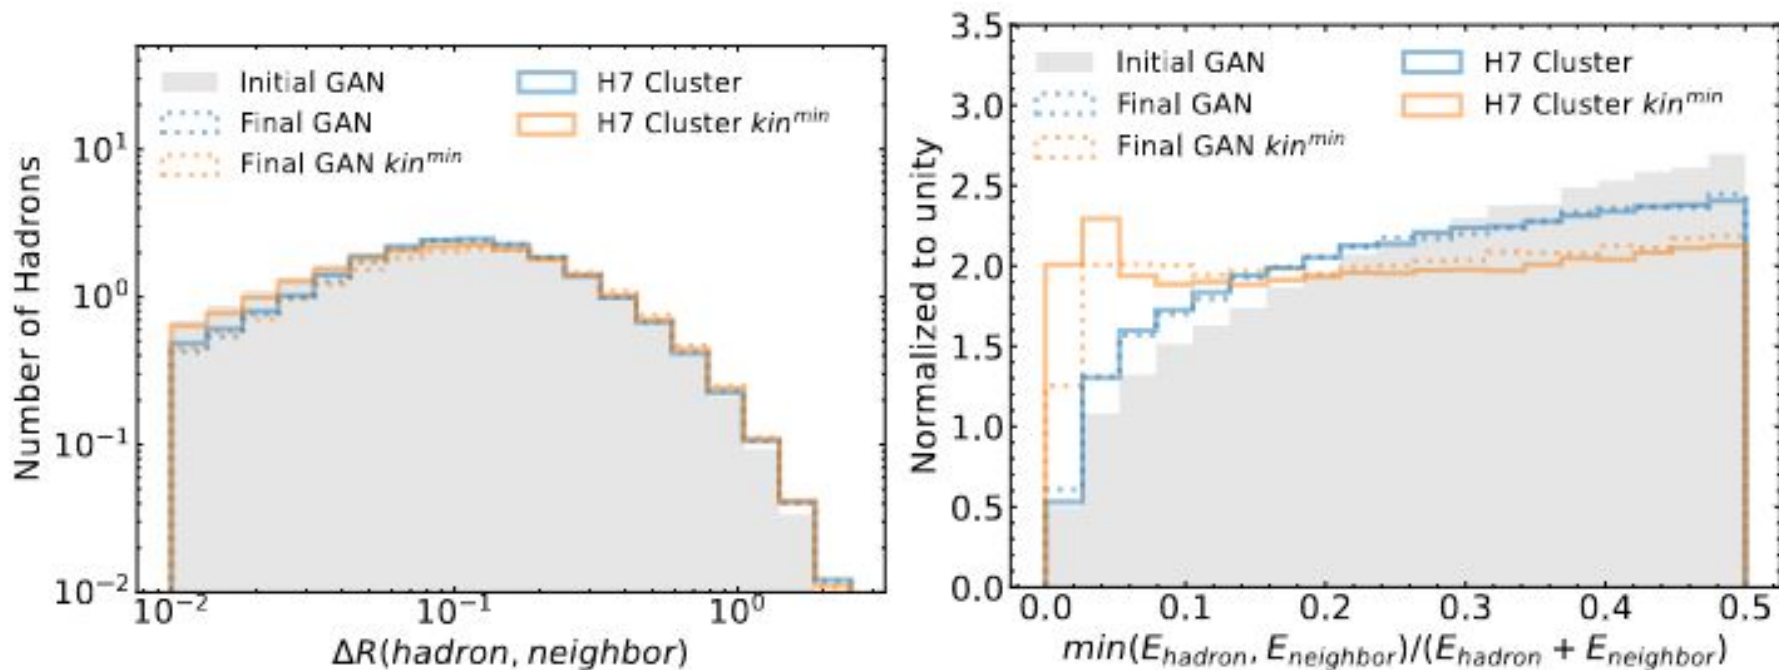 Initial GAN
Final GAN
Final GAN kin^min
H7 Cluster
H7 Cluster kin^min
Number of Hadrons
10^1
10^0
10^-1
10^-2
10^-2 10^-1 10^0
ΔR(hadron, neighbor)
Initial GAN
Final GAN
Final GAN kin^min
H7 Cluster
H7 Cluster kin^min
Normalized to unity
3.5
3.0
2.5
2.0
1.5
1.0
0.5
0.0
0.0 0.1 0.2 0.3 0.4 0.5
min(E_hadron, E_neighbor)/(E_hadron + E_neighbor)